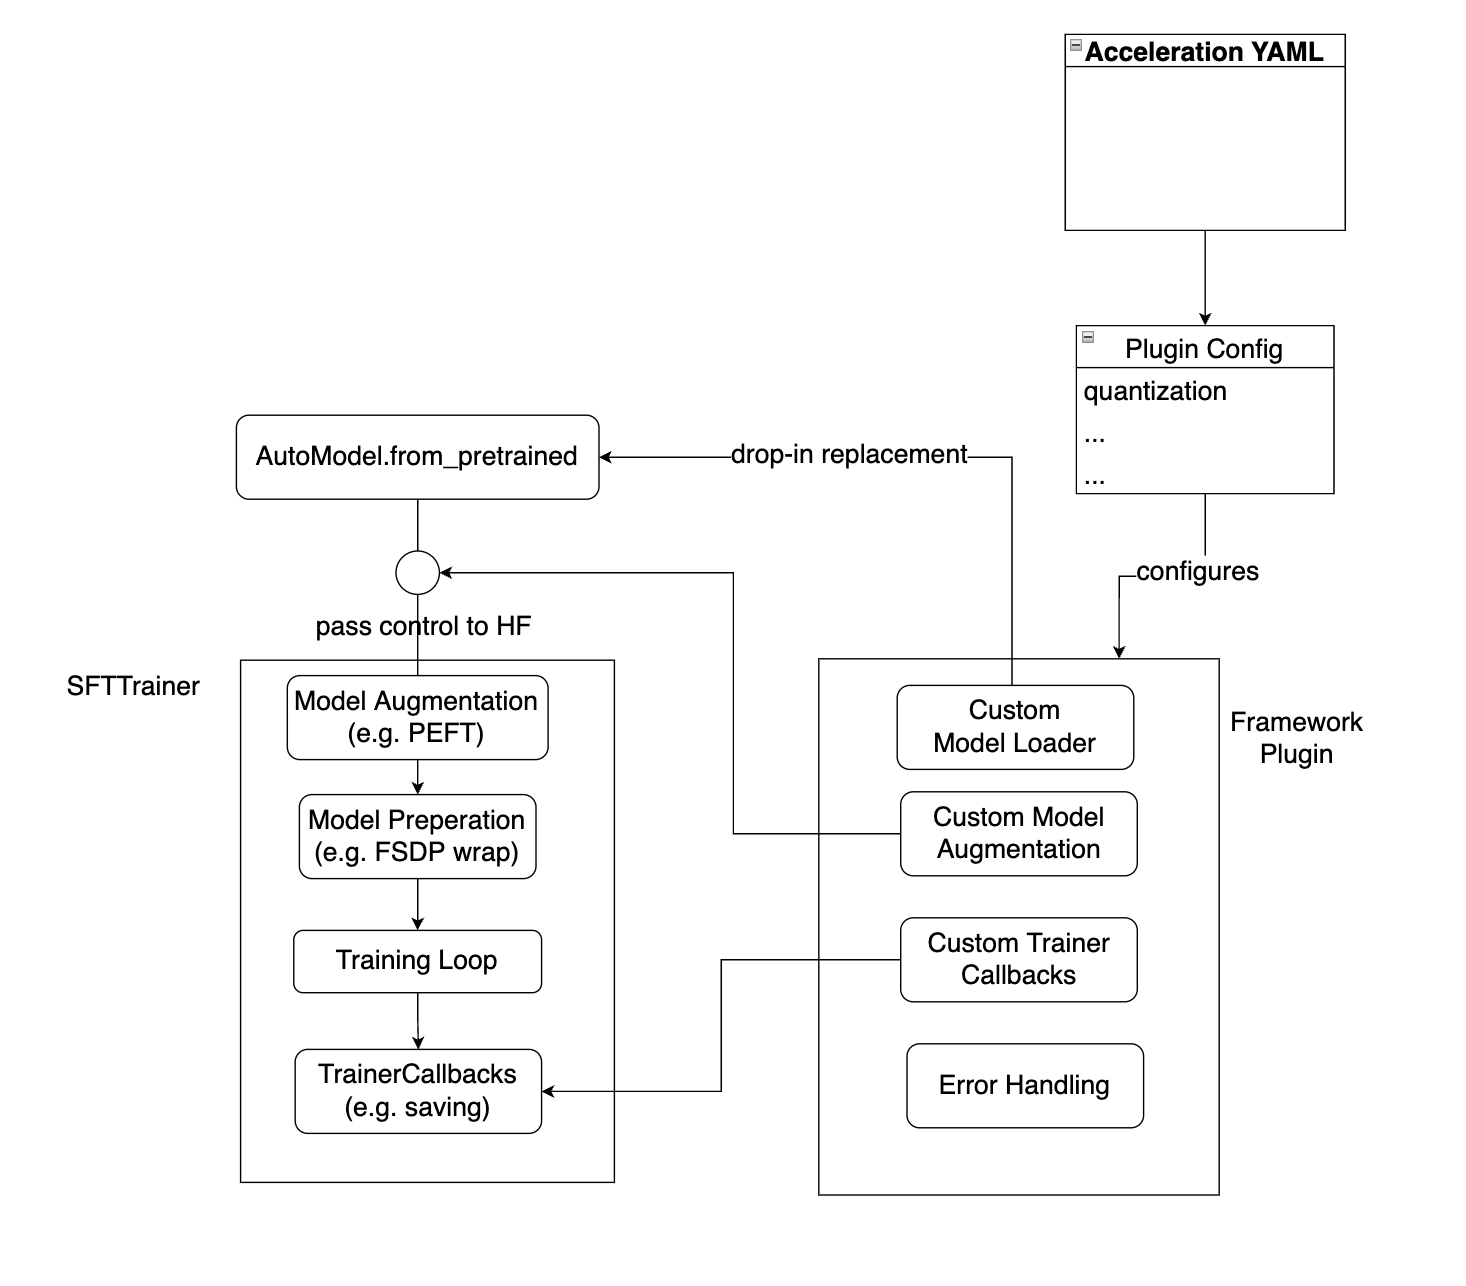 Acceleration YAML
Plugin Config
quantization
...
...
AutoModel.from_pretrained
drop-in replacement
configures
pass control to HF
SFTTrainer
Model Augmentation
(e.g. PEFT)
Model Preperation
(e.g. FSDP wrap)
Training Loop
TrainerCallbacks
(e.g. saving)
Custom
Model Loader
Custom Model
Augmentation
Custom Trainer
Callbacks
Error Handling
Framework
Plugin